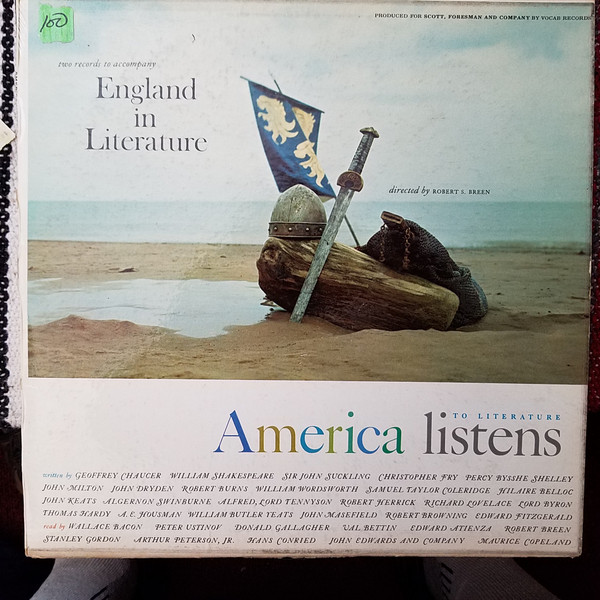 100
PRODUCED FOR SCOTT, FORESMAN AND COMPANY BY VOCAB RECORDS
two records to accompany
England
in
Literature
directed by ROBERT S. BREEN
TO LITERATURE
America listens
written by GEOFFREY CHAUCER WILLIAM SHAKESPEARE SIR JOHN SUCKLING CHRISTOPHER FRY PERCY BYSSHE SHELLEY
JOHN MILTON JOHN DRYDEN ROBERT BURNS WILLIAM WORDSWORTH SAMUEL TAYLOR COLERIDGE HILAIRE BELLOC
JOHN KEATS ALGERNON SWINBURNE ALFRED, LORD TENNYSON ROBERT HERRICK RICHARD LOVELACE LORD BYRON
THOMAS HARDY A. E. HOUSMAN WILLIAM BUTLER YEATS JOHN MASEFIELD ROBERT BROWNING EDWARD FITZGERALD
read by WALLACE BACON PETER USTINOV DONALD GALLAGHER VAL BETTIN EDWARD ATIENZA ROBERT BREEN
STANLEY GORDON ARTHUR PETERSON, JR. HANS CONRIED JOHN EDWARDS AND COMPANY MAURICE COPELAND